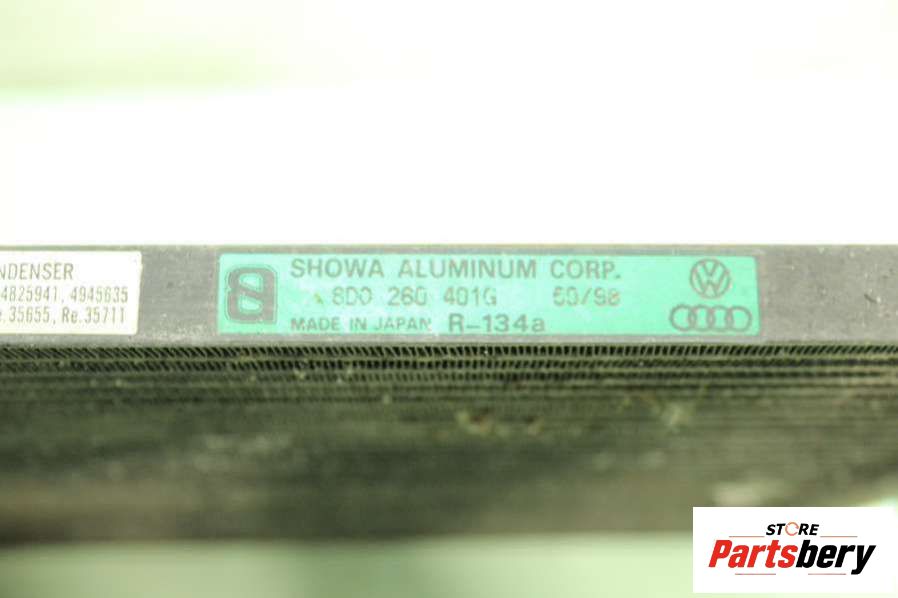 NDENSER
4825941, 4945635
.35655, Re.35711
SHOWA ALUMINUM CORP.
8D0 260 401G 50/98
MADE IN JAPAN R-134a
STORE
Partsbery